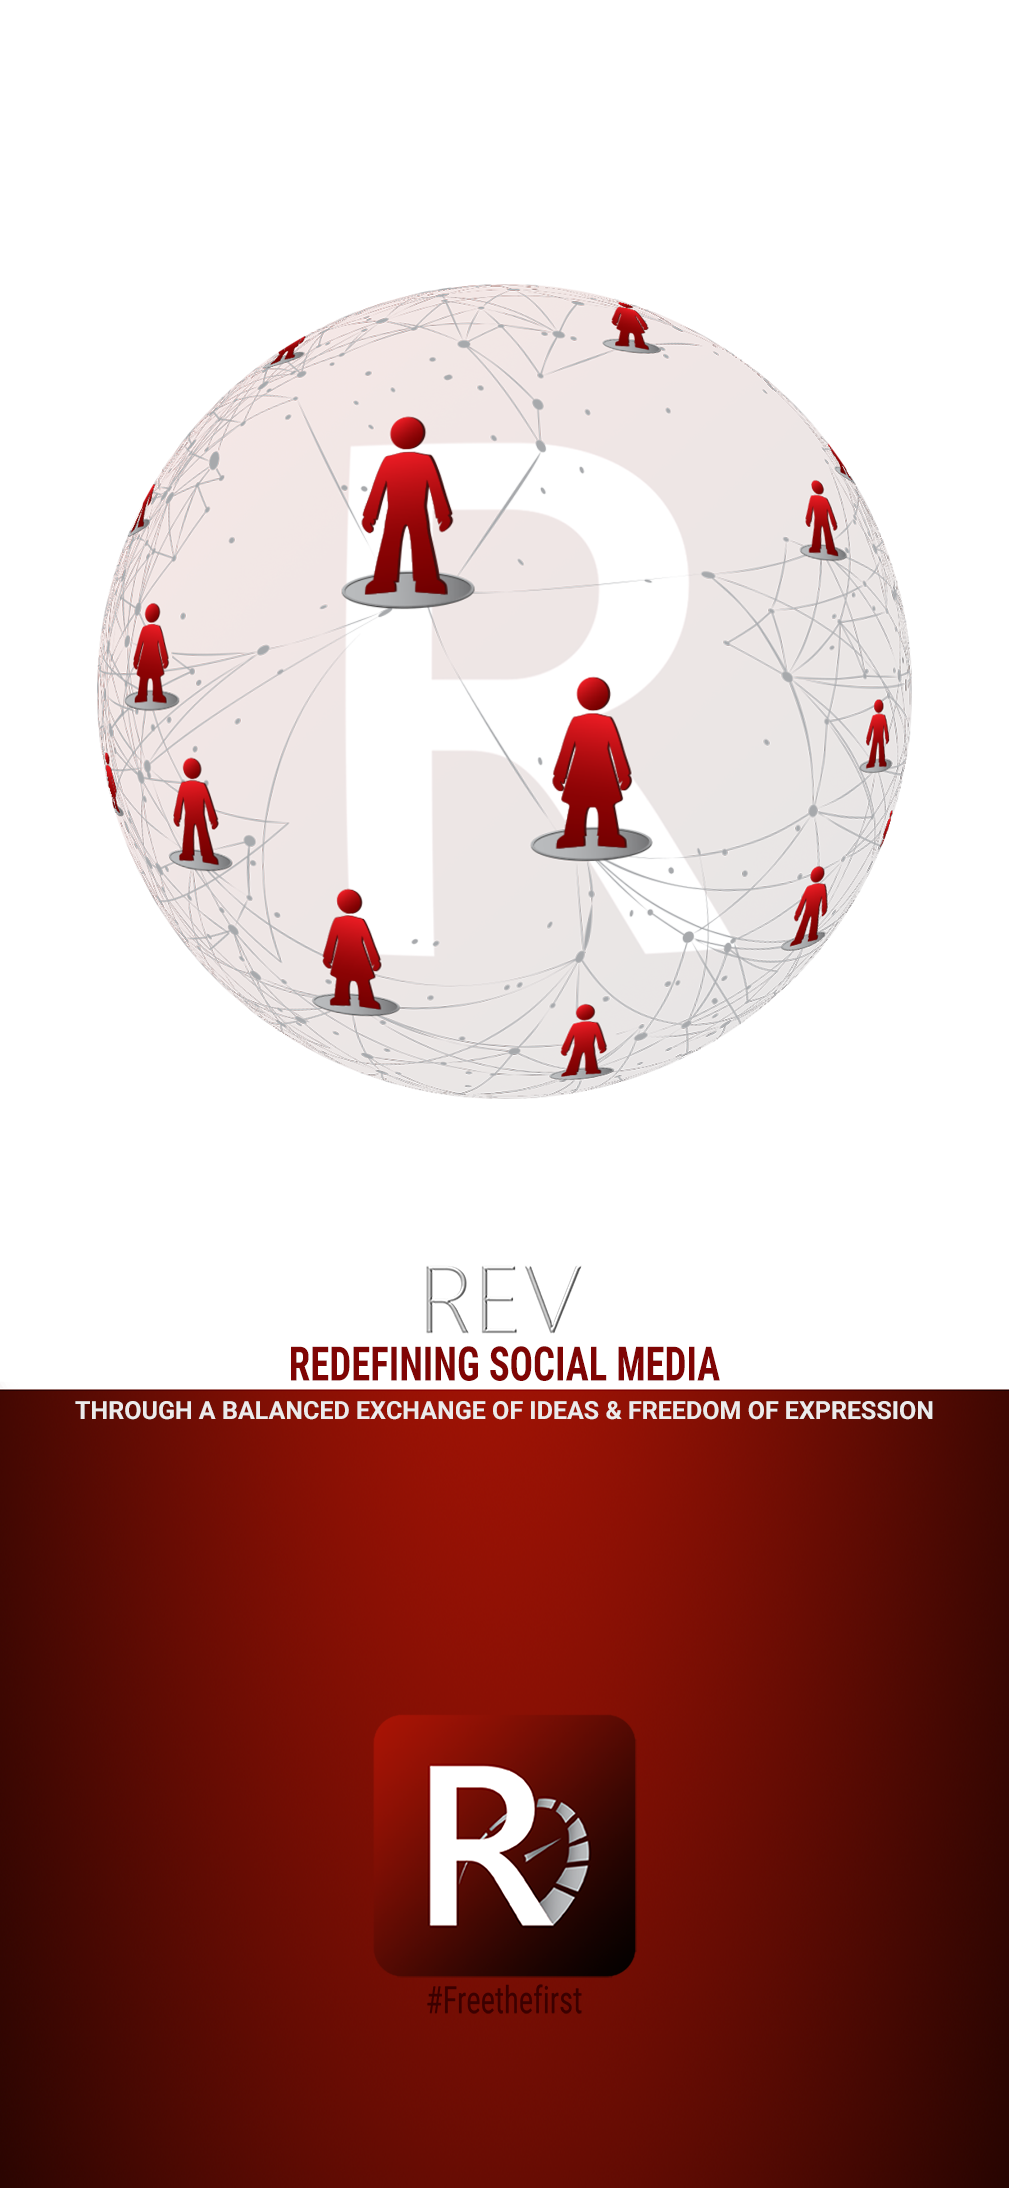 R
REV
REDEFINING SOCIAL MEDIA
THROUGH A BALANCED EXCHANGE OF IDEAS & FREEDOM OF EXPRESSION
R
#Freethefirst